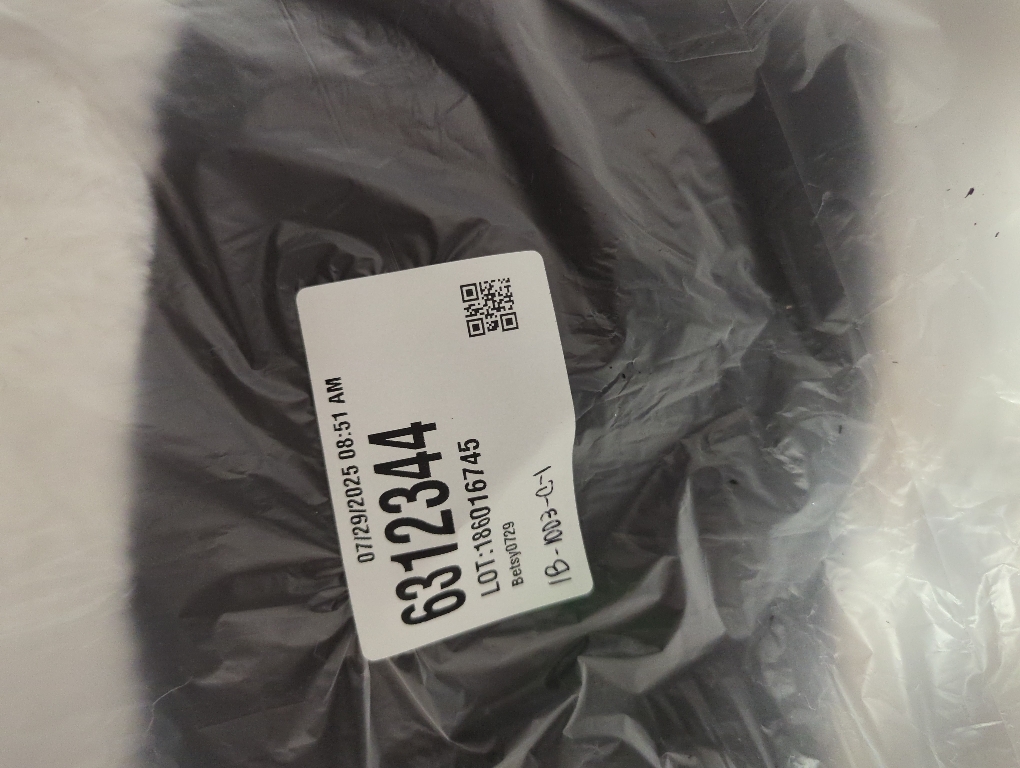 07/29/2025 08:51 AM
6312344
LOT:186016745
Betsy0729
1B-1003-C-1